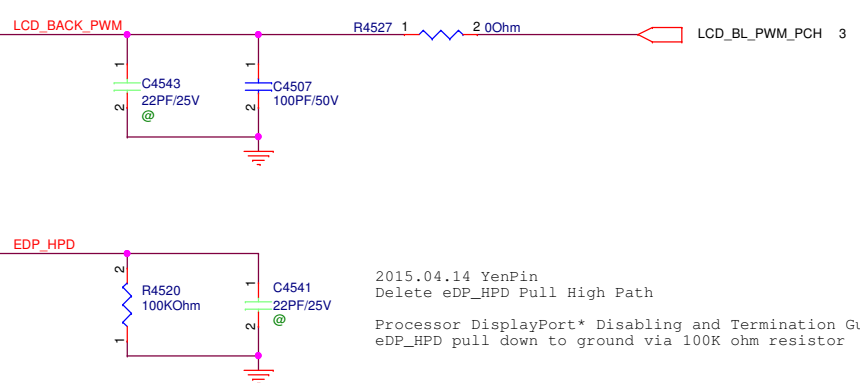 LCD_BACK_PWM
R4527 1 2 0Ohm
LCD_BL_PWM_PCH 3
1
C4543
22PF/25V
2
@
1
C4507
100PF/50V
2
EDP_HPD
2
R4520
100KOhm
1
1
C4541
22PF/25V
2
@
2015.04.14 YenPin
Delete eDP_HPD Pull High Path
Processor DisplayPort* Disabling and Termination Gu
eDP_HPD pull down to ground via 100K ohm resistor